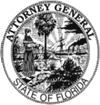 ATTORNEY GENERAL
STATE OF FLORIDA